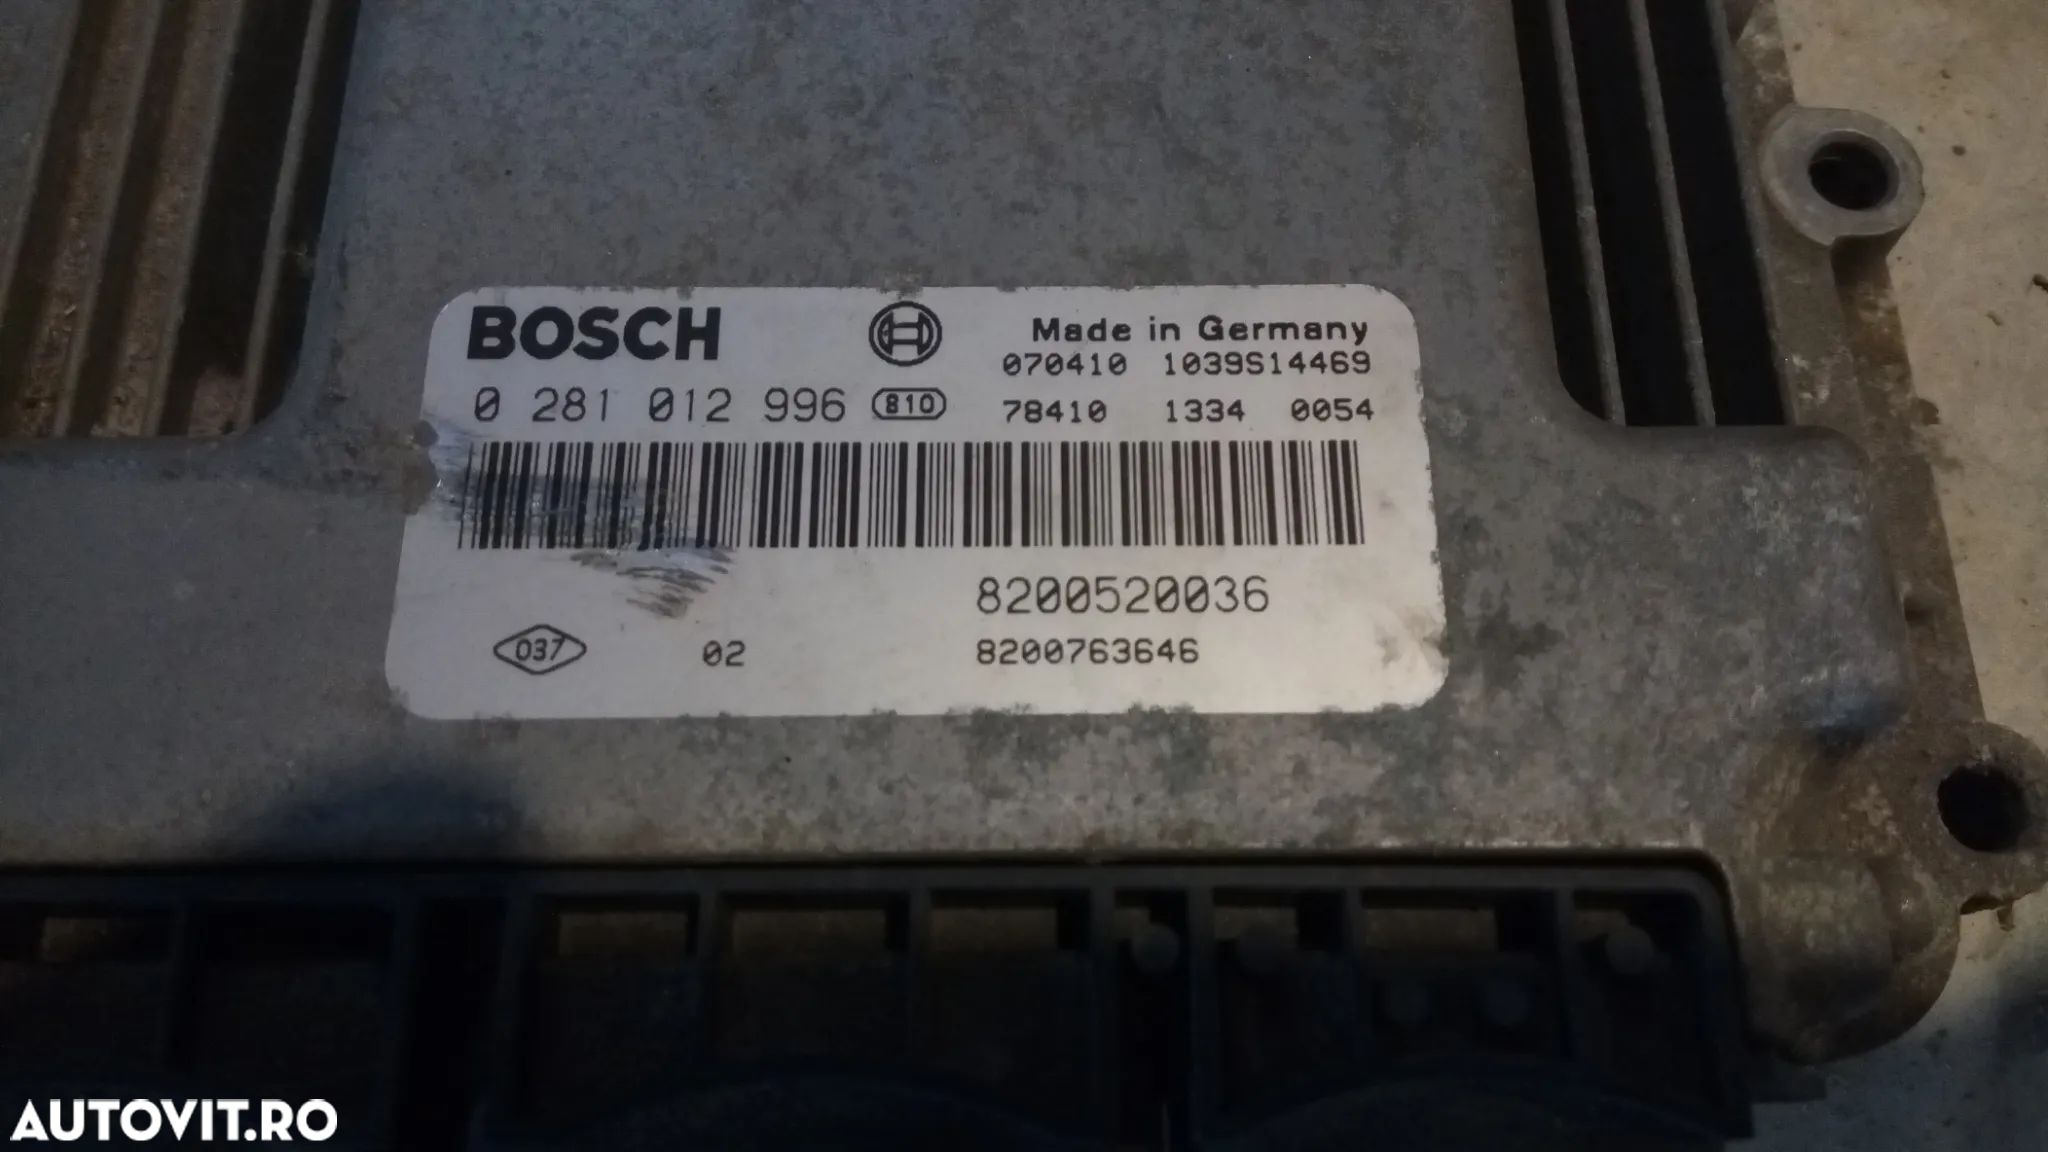 BOSCH
Made in Germany
070410 1039S14469
0 281 012 996 810
78410 1334 0054
8200520036
037 02 8200763646
AUTOVIT.RO